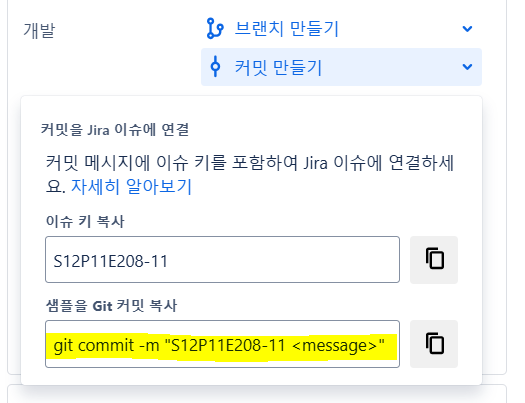 개발
브랜치 만들기
커밋 만들기
커밋을 Jira 이슈에 연결
커밋 메시지에 이슈 키를 포함하여 Jira 이슈에 연결하세
요. 자세히 알아보기
이슈 키 복사
S12P11E208-11
샘플을 Git 커밋 복사
git commit -m "S12P11E208-11 <message>"